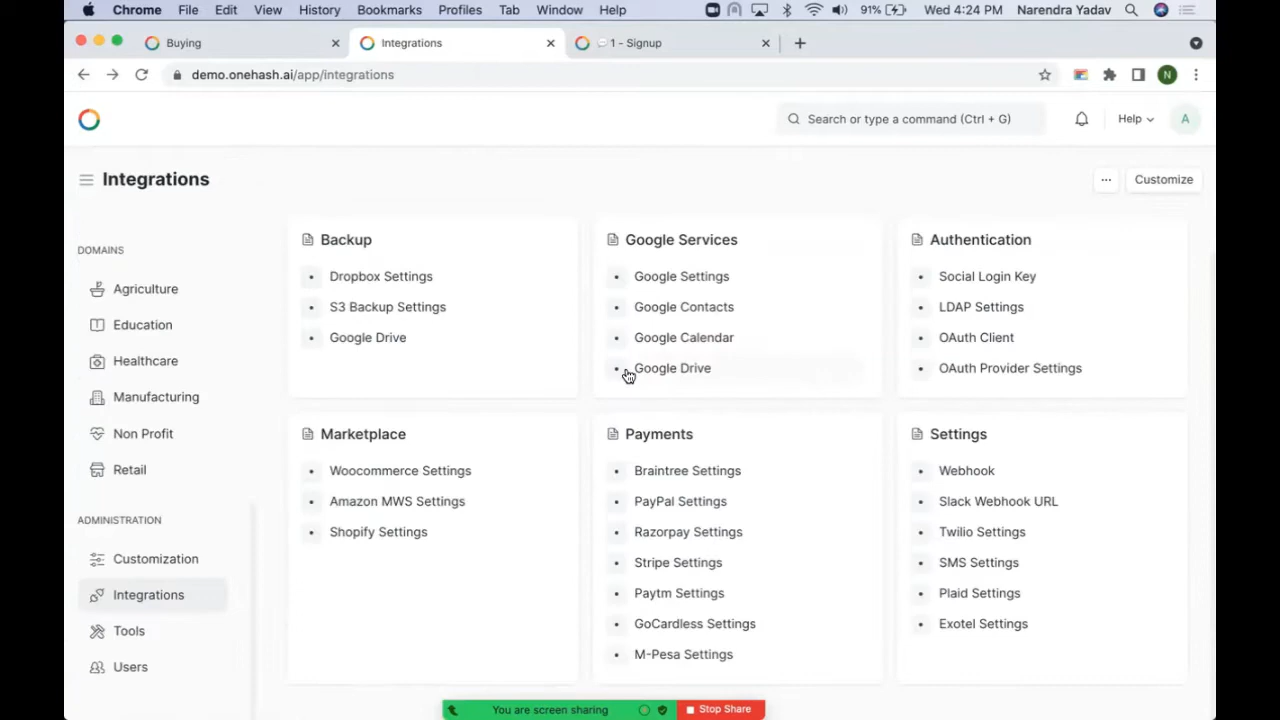 Chrome File Edit View History Bookmarks Profiles Tab Window Help 91% Wed 4:24 PM Narendra Yadav
Buying Integrations 1 - Signup
demo.onehash.ai/app/integrations N
Search or type a command (Ctrl + G) Help A
Integrations ... Customize
DOMAINS
Agriculture
Education
Healthcare
Manufacturing
Non Profit
Retail
ADMINISTRATION
Customization
Integrations
Tools
Users
Backup
Dropbox Settings
S3 Backup Settings
Google Drive
Google Services
Google Settings
Google Contacts
Google Calendar
Google Drive
Authentication
Social Login Key
LDAP Settings
OAuth Client
OAuth Provider Settings
Marketplace
Woocommerce Settings
Amazon MWS Settings
Shopify Settings
Payments
Braintree Settings
PayPal Settings
Razorpay Settings
Stripe Settings
Paytm Settings
GoCardless Settings
M-Pesa Settings
Settings
Webhook
Slack Webhook URL
Twilio Settings
SMS Settings
Plaid Settings
Exotel Settings
You are screen sharing Stop Share